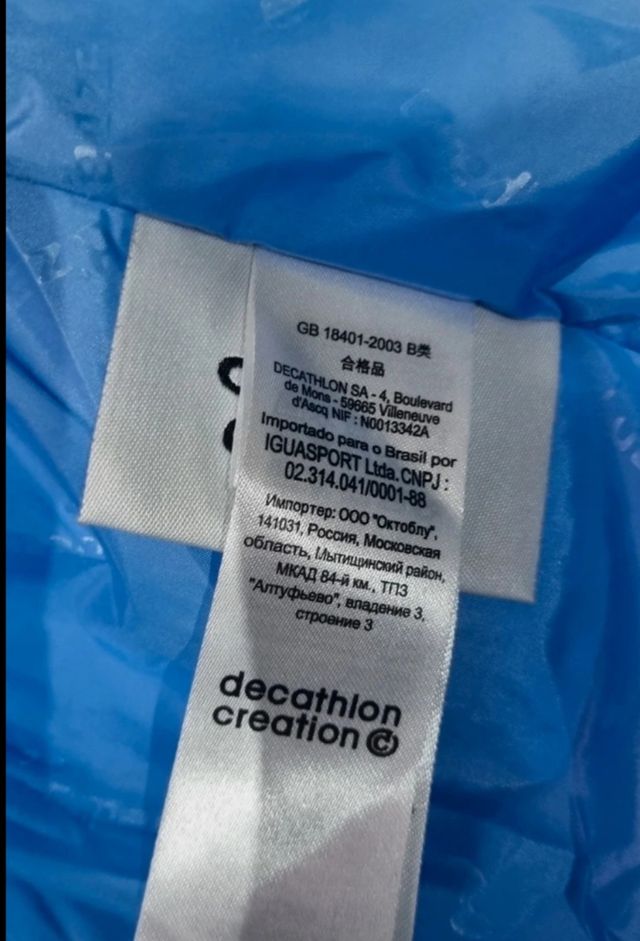 GB 18401-2003 B类
合格品
DECATHLON SA - 4, Boulevard
de Mons - 59665 Villeneuve
d'Ascq NIF : N0013342A
Importado para o Brasil por
IGUASPORT Ltda. CNPJ :
02.314.041/0001-88
Импортер: ООО "Октоблу",
141031, Россия, Московская
область, Мытищинский район,
МКАД 84-й км., ТПЗ
"Алтуфьево", владение 3,
строение 3
decathlon
creation ©